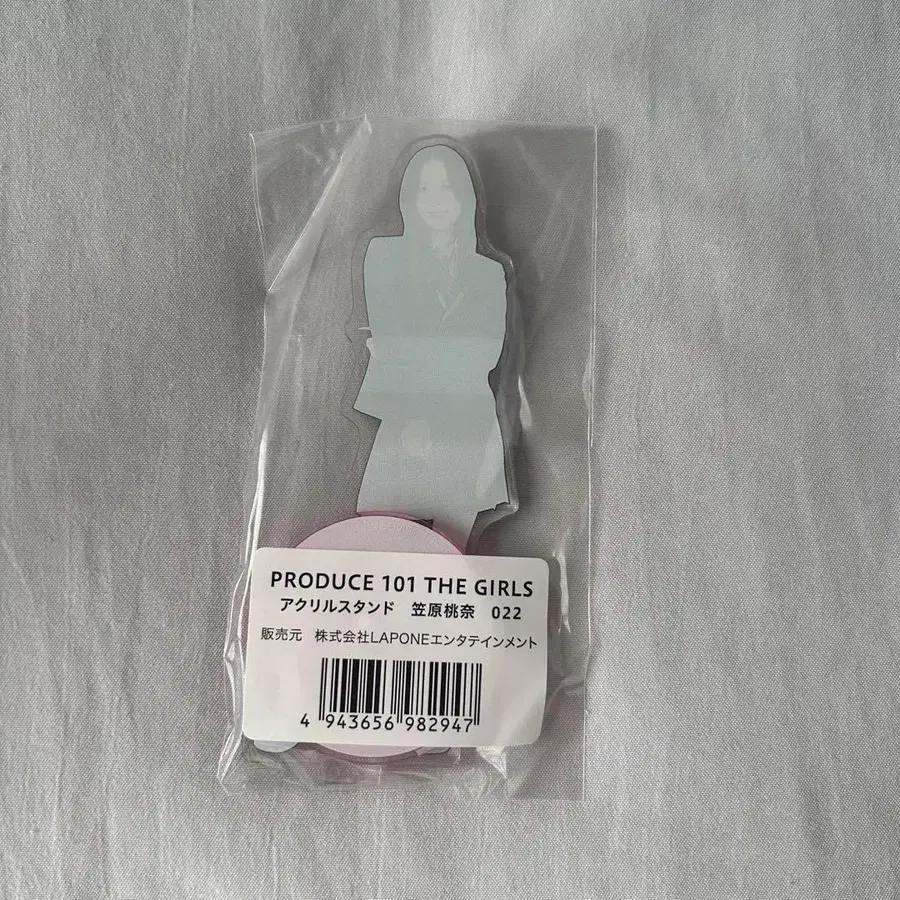 PRODUCE 101 THE GIRLS
アクリルスタンド 笠原桃奈 022
販売元 株式会社LAPONEエンタテインメント
4 943656 982947